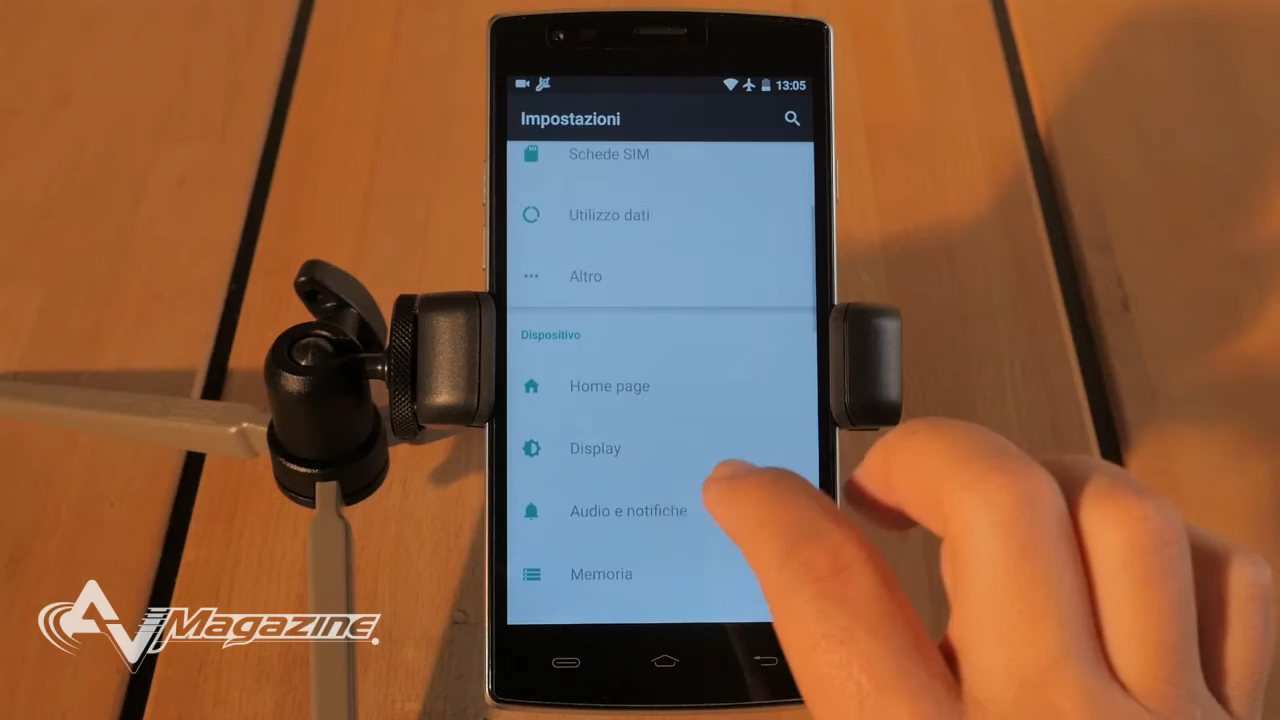 13:05
Impostazioni
Schede SIM
Utilizzo dati
Altro
Dispositivo
Home page
Display
Audio e notifiche
Memoria
AV Magazine